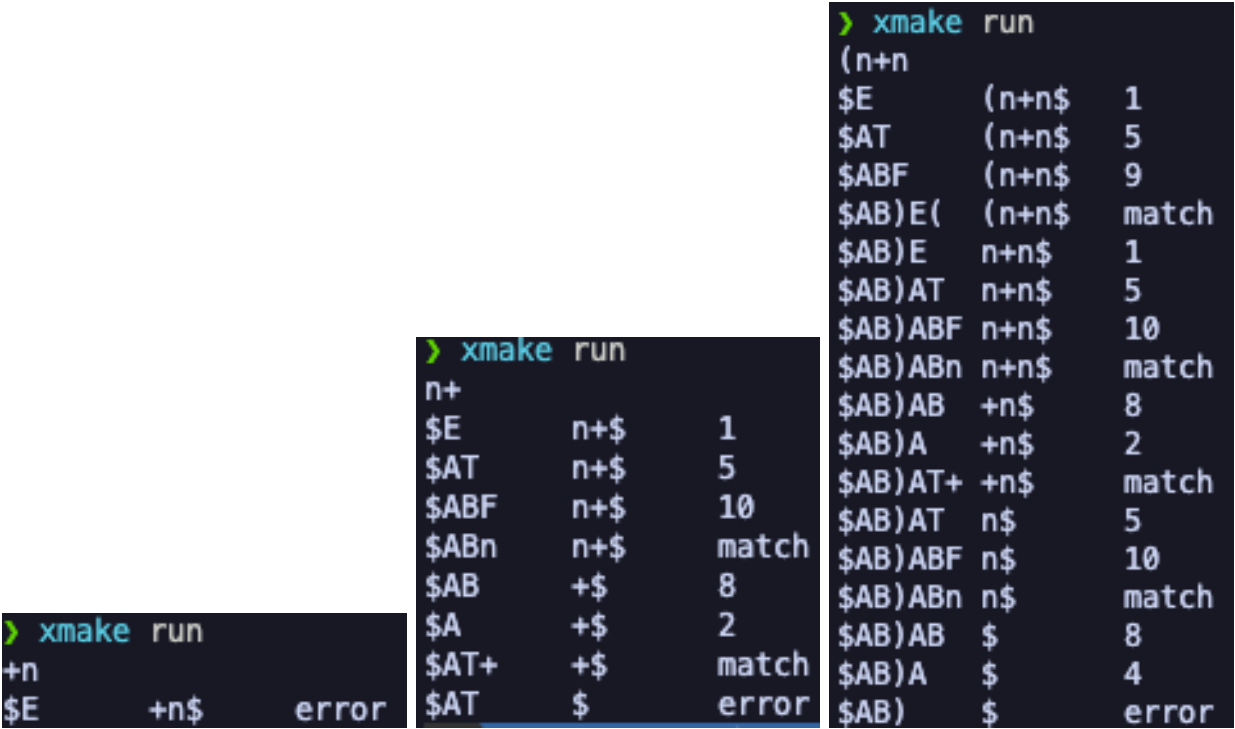 ❯ xmake run
+n
$E +n$ error
❯ xmake run
n+
$E n+$ 1
$AT n+$ 5
$ABF n+$ 10
$ABn n+$ match
$AB +$ 8
$A +$ 2
$AT+ +$ match
$AT $ error
❯ xmake run
(n+n
$E (n+n$ 1
$AT (n+n$ 5
$ABF (n+n$ 9
$AB)E( (n+n$ match
$AB)E n+n$ 1
$AB)AT n+n$ 5
$AB)ABF n+n$ 10
$AB)ABn n+n$ match
$AB)AB +n$ 8
$AB)A +n$ 2
$AB)AT+ +n$ match
$AB)AT n$ 5
$AB)ABF n$ 10
$AB)ABn n$ match
$AB)AB $ 8
$AB)A $ 4
$AB) $ error